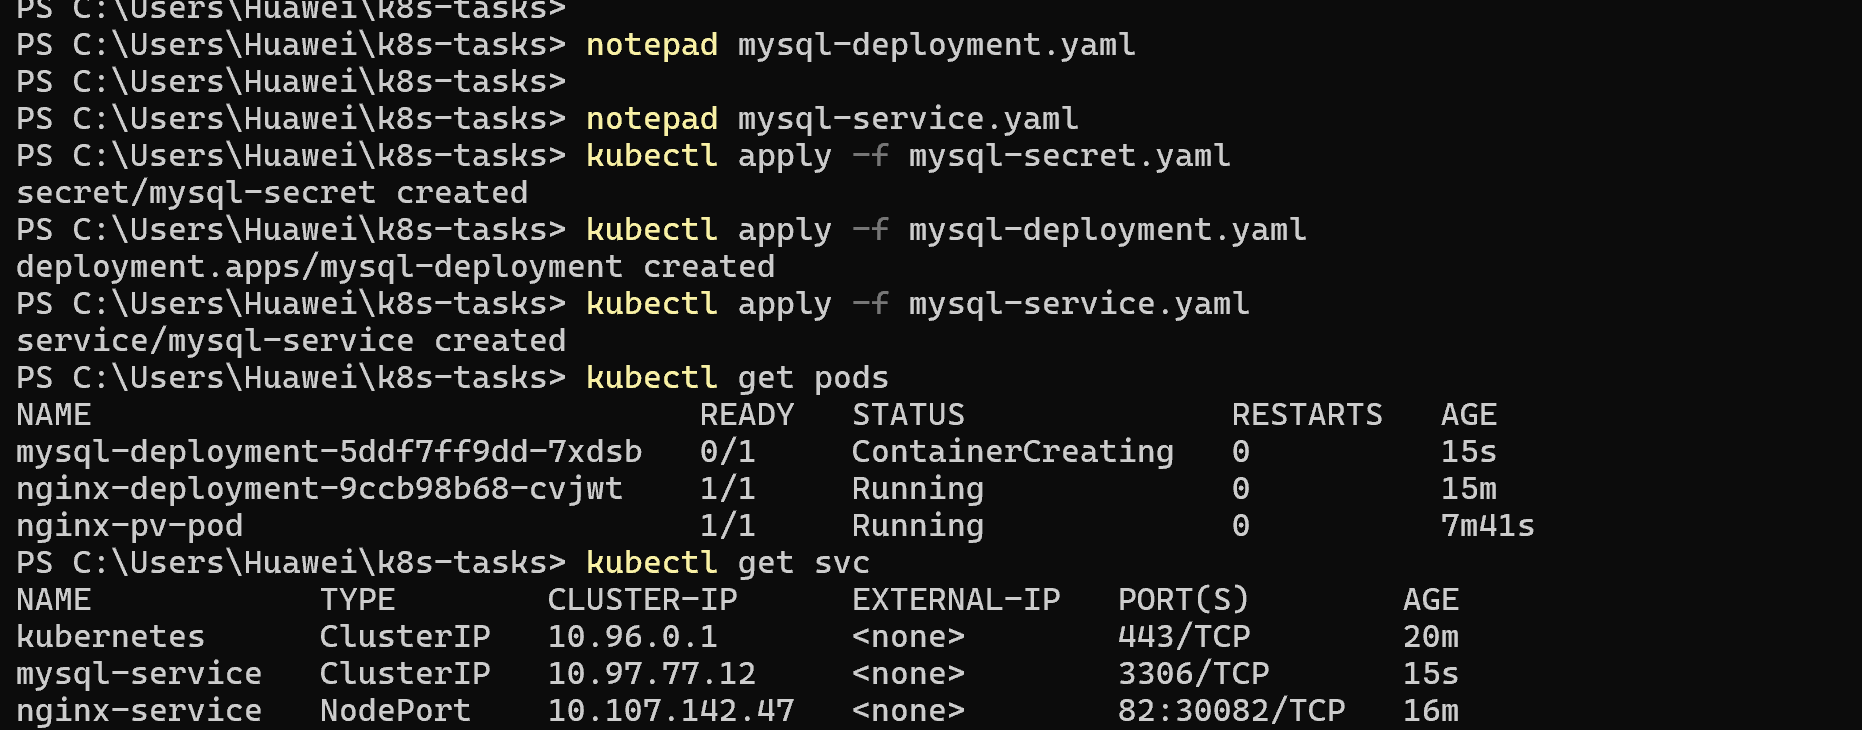 PS C:\Users\Huawei\k8s-tasks>
PS C:\Users\Huawei\k8s-tasks> notepad mysql-deployment.yaml
PS C:\Users\Huawei\k8s-tasks>
PS C:\Users\Huawei\k8s-tasks> notepad mysql-service.yaml
PS C:\Users\Huawei\k8s-tasks> kubectl apply -f mysql-secret.yaml
secret/mysql-secret created
PS C:\Users\Huawei\k8s-tasks> kubectl apply -f mysql-deployment.yaml
deployment.apps/mysql-deployment created
PS C:\Users\Huawei\k8s-tasks> kubectl apply -f mysql-service.yaml
service/mysql-service created
PS C:\Users\Huawei\k8s-tasks> kubectl get pods
NAME READY STATUS RESTARTS AGE
mysql-deployment-5ddf7ff9dd-7xdsb 0/1 ContainerCreating 0 15s
nginx-deployment-9ccb98b68-cvjwt 1/1 Running 0 15m
nginx-pv-pod 1/1 Running 0 7m41s
PS C:\Users\Huawei\k8s-tasks> kubectl get svc
NAME TYPE CLUSTER-IP EXTERNAL-IP PORT(S) AGE
kubernetes ClusterIP 10.96.0.1 <none> 443/TCP 20m
mysql-service ClusterIP 10.97.77.12 <none> 3306/TCP 15s
nginx-service NodePort 10.107.142.47 <none> 82:30082/TCP 16m